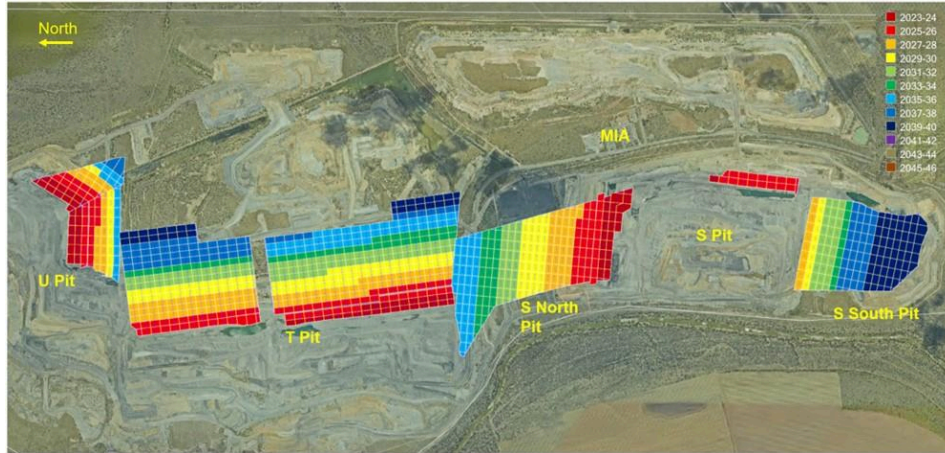 North
2023-24
2025-26
2027-28
2029-30
2031-32
2033-34
2035-36
2037-38
2039-40
2041-42
2043-44
2045-46
MIA
U Pit
T Pit
S North
Pit
S Pit
S South Pit